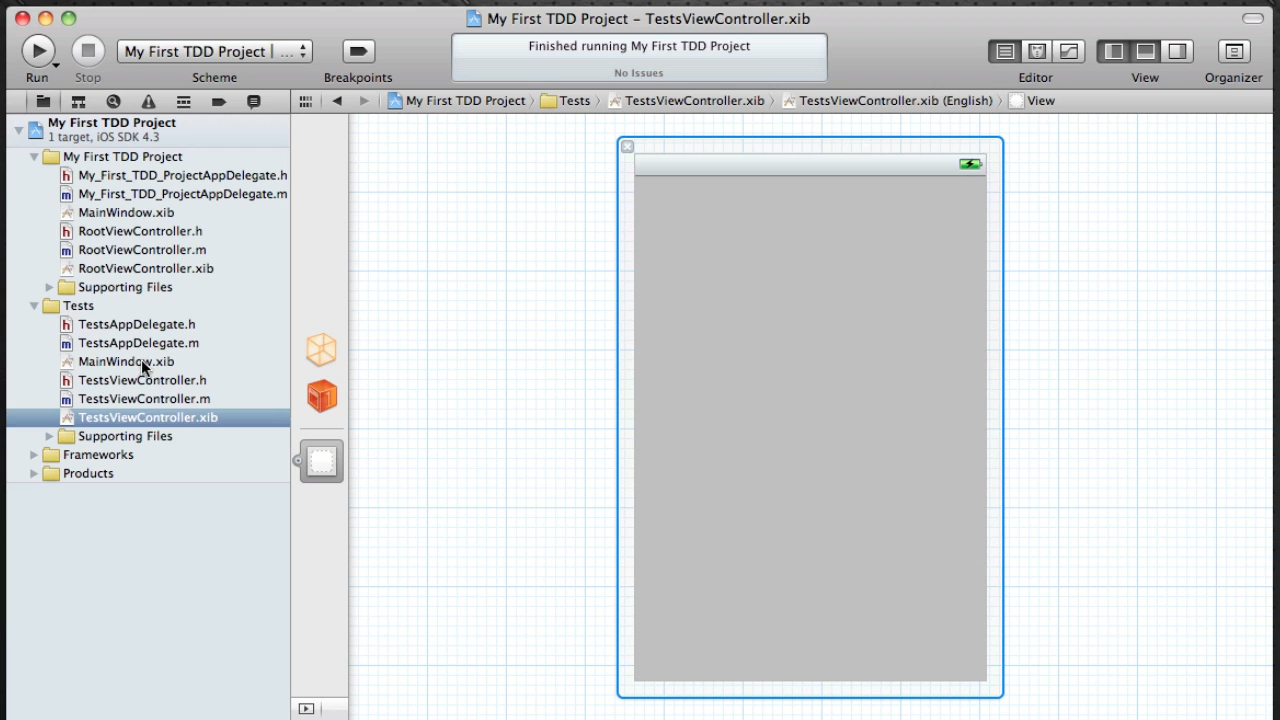 My First TDD Project – TestsViewController.xib
My First TDD Project | ...
Finished running My First TDD Project
No Issues
Run
Stop
Scheme
Breakpoints
Editor
View
Organizer
My First TDD Project
Tests
TestsViewController.xib
TestsViewController.xib (English)
View
My First TDD Project
1 target, iOS SDK 4.3
My First TDD Project
h My_First_TDD_ProjectAppDelegate.h
m My_First_TDD_ProjectAppDelegate.m
MainWindow.xib
h RootViewController.h
m RootViewController.m
RootViewController.xib
Supporting Files
Tests
h TestsAppDelegate.h
m TestsAppDelegate.m
MainWindow.xib
h TestsViewController.h
m TestsViewController.m
TestsViewController.xib
Supporting Files
Frameworks
Products